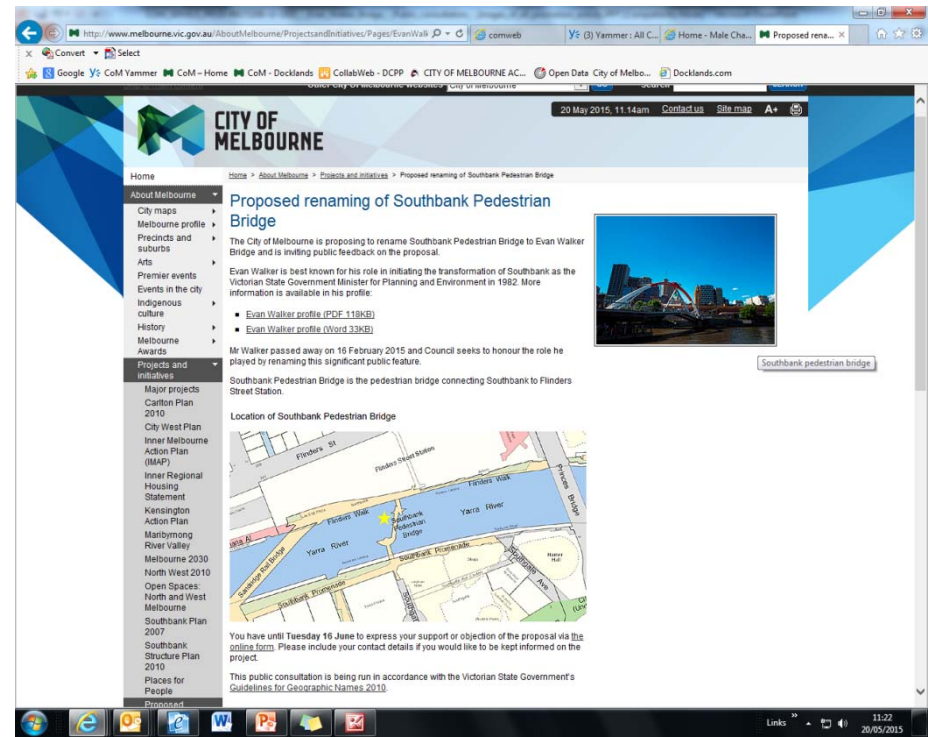 http://www.melbourne.vic.gov.au/AboutMelbourne/ProjectsandInitiatives/Pages/EvanWalk
comweb
(3) Yammer : All C...
Home - Male Cha...
Proposed rena...
x Convert Select
Google CoM Yammer CoM – Home CoM - Docklands CollabWeb - DCPP CITY OF MELBOURNE AC... Open Data City of Melbo... Docklands.com
Other City of Melbourne websites City of Melbourne GO Search SEARCH
20 May 2015, 11.14am Contact us Site map A+
CITY OF
MELBOURNE
Home
Home > About Melbourne > Projects and initiatives > Proposed renaming of Southbank Pedestrian Bridge
About Melbourne
City maps
Melbourne profile
Precincts and
suburbs
Arts
Premier events
Events in the city
Indigenous
culture
History
Melbourne
Awards
Projects and
initiatives
Major projects
Carlton Plan
2010
City West Plan
Inner Melbourne
Action Plan
(IMAP)
Inner Regional
Housing
Statement
Kensington
Action Plan
Maribyrnong
River Valley
Melbourne 2030
North West 2010
Open Spaces:
North and West
Melbourne
Southbank Plan
2007
Southbank
Structure Plan
2010
Places for
People
Proposed
Proposed renaming of Southbank Pedestrian
Bridge
The City of Melbourne is proposing to rename Southbank Pedestrian Bridge to Evan Walker
Bridge and is inviting public feedback on the proposal.
Evan Walker is best known for his role in initiating the transformation of Southbank as the
Victorian State Government Minister for Planning and Environment in 1982. More
information is available in his profile:
Evan Walker profile (PDF 118KB)
Evan Walker profile (Word 33KB)
Mr Walker passed away on 16 February 2015 and Council seeks to honour the role he
played by renaming this significant public feature.
Southbank Pedestrian Bridge is the pedestrian bridge connecting Southbank to Flinders
Street Station.
Southbank pedestrian bridge
Location of Southbank Pedestrian Bridge
Flinders St
Flinders Street Station
Flinders Walk
Princes Bridge
Flinders Walk
Southbank
Pedestrian
Bridge
Yarra River
Yarra River
Sandridge Rail Bridge
Southbank Promenade
Southbank Promenade
Southgate Ave
Hamer
Hall
You have until Tuesday 16 June to express your support or objection of the proposal via the
online form. Please include your contact details if you would like to be kept informed on the
project.
This public consultation is being run in accordance with the Victorian State Government's
Guidelines for Geographic Names 2010.
Links
11:22
20/05/2015